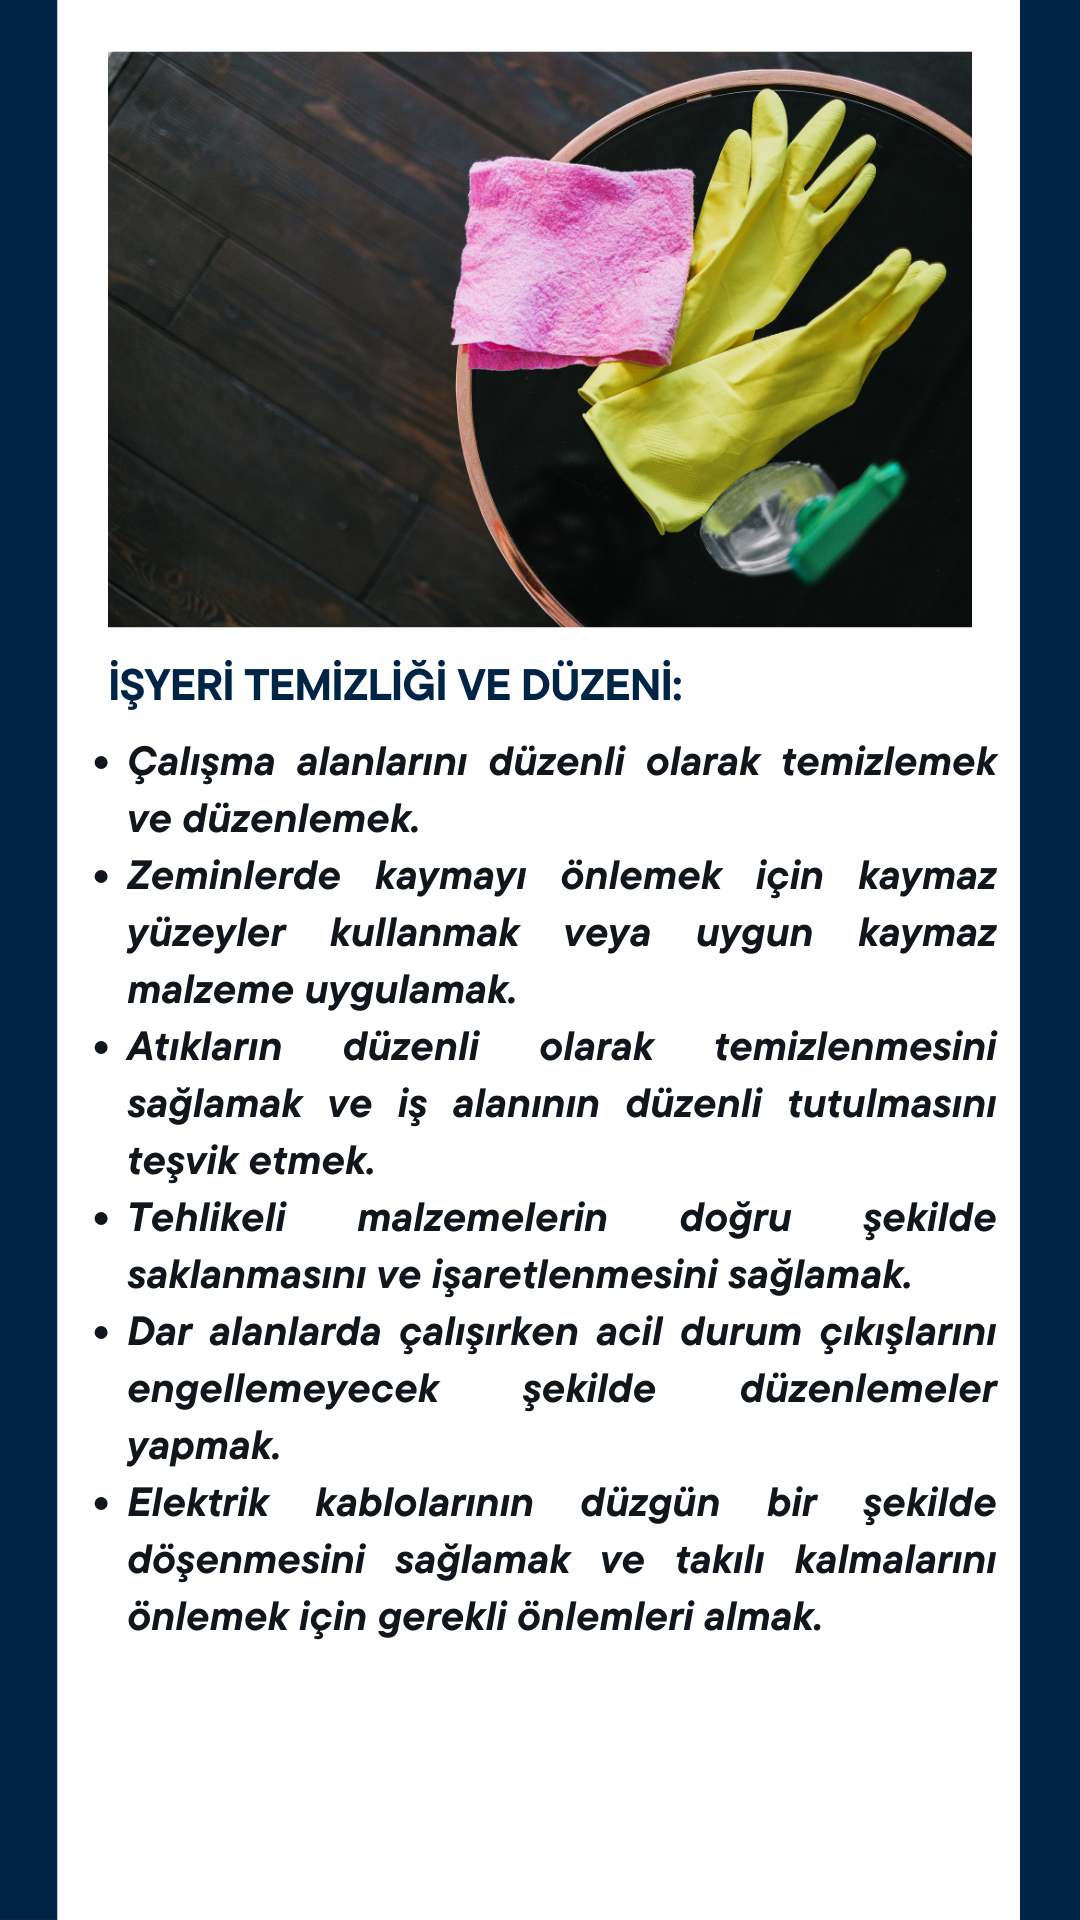 İŞYERİ TEMİZLİĞİ VE DÜZENİ:
• Çalışma alanlarını düzenli olarak temizlemek
ve düzenlemek.
• Zeminlerde kaymayı önlemek için kaymaz
yüzeyler kullanmak veya uygun kaymaz
malzeme uygulamak.
• Atıkların düzenli olarak temizlenmesini
sağlamak ve iş alanının düzenli tutulmasını
teşvik etmek.
• Tehlikeli malzemelerin doğru şekilde
saklanmasını ve işaretlenmesini sağlamak.
• Dar alanlarda çalışırken acil durum çıkışlarını
engellemeyecek şekilde düzenlemeler
yapmak.
• Elektrik kablolarının düzgün bir şekilde
döşenmesini sağlamak ve takılı kalmalarını
önlemek için gerekli önlemleri almak.